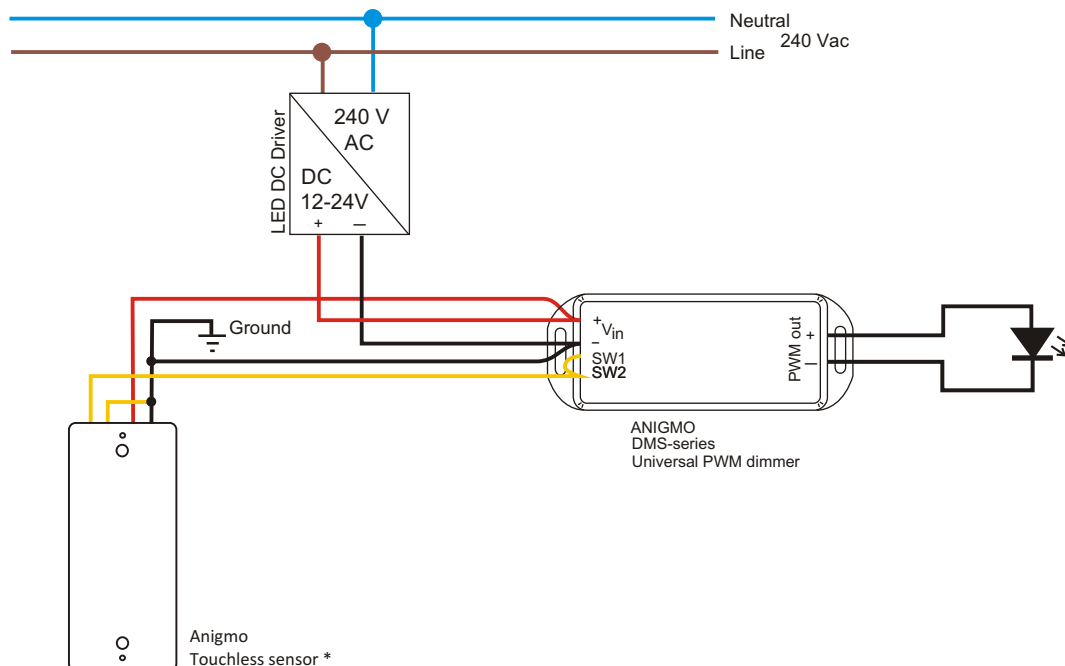 Neutral
240 Vac
Line
LED DC Driver
240 V
AC
DC
12-24V
+ —
Ground
+
Vin
–
SW1
SW2
PWM out
+
—
ANIGMO
DMS-series
Universal PWM dimmer
Anigmo
Touchless sensor *